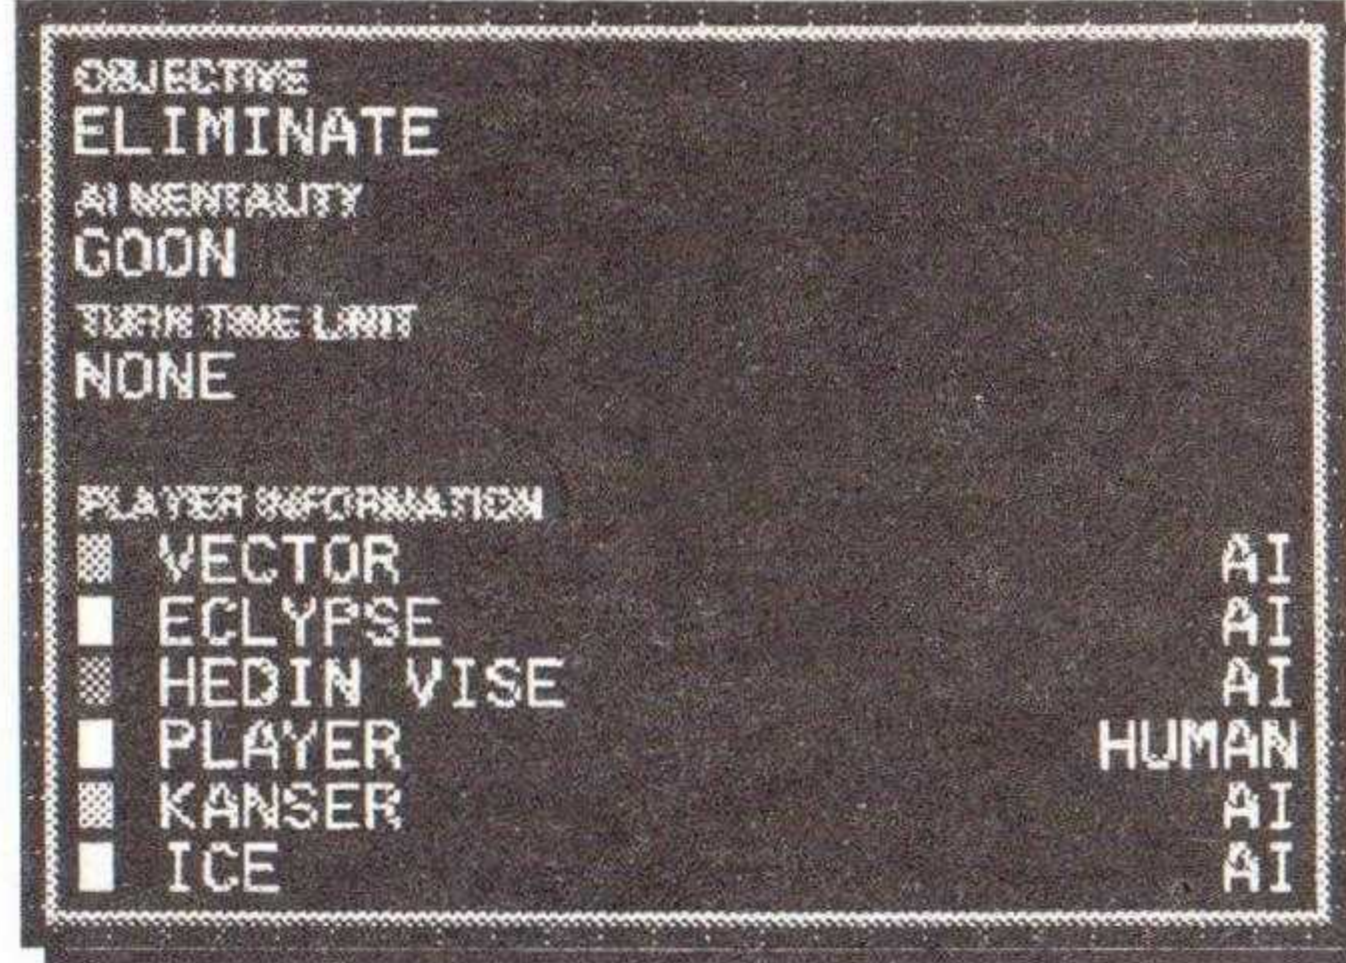 OBJECTIVE
ELIMINATE
AI MENTALITY
GOON
TURN TIME LIMIT
NONE
PLAYER INFORMATION
VECTOR AI
ECLYPSE AI
HEDIN VISE AI
PLAYER HUMAN
KANSER AI
ICE AI